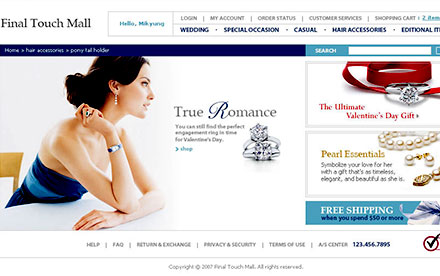 Final Touch Mall
Hello, Mikyung
LOGIN | MY ACCOUNT | ORDER STATUS | CUSTOMER SERVICES | SHOPPING CART : 2 items
WEDDING • SPECIAL OCCASION • CASUAL • HAIR ACCESSORIES • EDITIONAL IT
Home » hair accessories » pony tail holder
SEARCH
True Romance
You can still find the perfect
engagement ring in time
for Valentine's Day.
› shop
The Ultimate
Valentine's Day Gift
Pearl Essentials
Symbolize your love for her
with a gift that's as timeless,
elegant, and beautiful as she is.
FREE SHIPPING
when you spend $50 or more
HELP | FAQ | RETURN & EXCHANGE | PRIVACY & SECURITY | TERMS OF USE | A/S CENTER 123.456.7895
Copyright @ 2007 Final Touch Mall. All rights reserved.